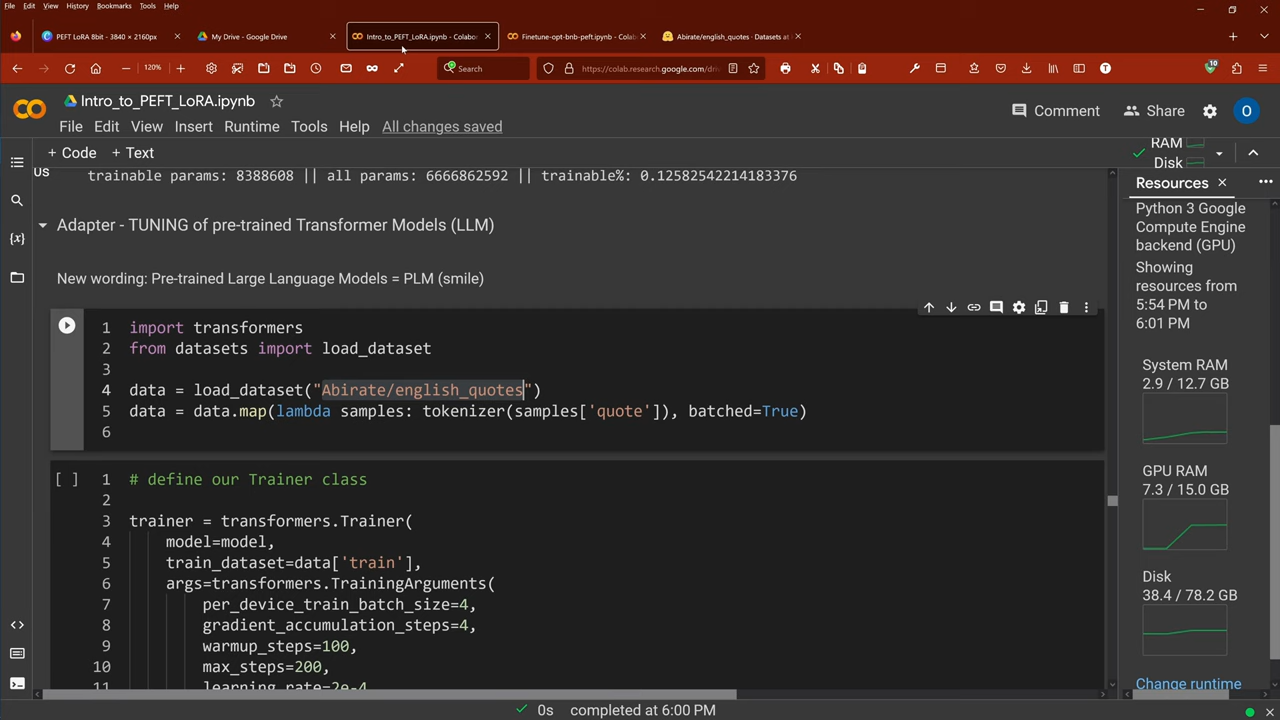 File Edit View History Bookmarks Tools Help
PEFT LoRA 8bit - 3840 × 2160px
My Drive - Google Drive
Intro_to_PEFT_LoRA.ipynb - Colabor
Finetune-opt-bnb-peft.ipynb - Colab
Abirate/english_quotes · Datasets at
120%
Search
https://colab.research.google.com/driv
10
Intro_to_PEFT_LoRA.ipynb
Comment
Share
O
File Edit View Insert Runtime Tools Help All changes saved
+ Code + Text
RAM
Disk
us
trainable params: 8388608 || all params: 6666862592 || trainable%: 0.12582542214183376
Adapter - TUNING of pre-trained Transformer Models (LLM)
New wording: Pre-trained Large Language Models = PLM (smile)
1 import transformers
2 from datasets import load_dataset
3
4 data = load_dataset("Abirate/english_quotes")
5 data = data.map(lambda samples: tokenizer(samples['quote']), batched=True)
6
[ ] 1 # define our Trainer class
2
3 trainer = transformers.Trainer(
4 model=model,
5 train_dataset=data['train'],
6 args=transformers.TrainingArguments(
7 per_device_train_batch_size=4,
8 gradient_accumulation_steps=4,
9 warmup_steps=100,
10 max_steps=200,
11 learning_rate=2e-4
Resources
Python 3 Google
Compute Engine
backend (GPU)
Showing
resources from
5:54 PM to
6:01 PM
System RAM
2.9 / 12.7 GB
GPU RAM
7.3 / 15.0 GB
Disk
38.4 / 78.2 GB
Change runtime
0s completed at 6:00 PM